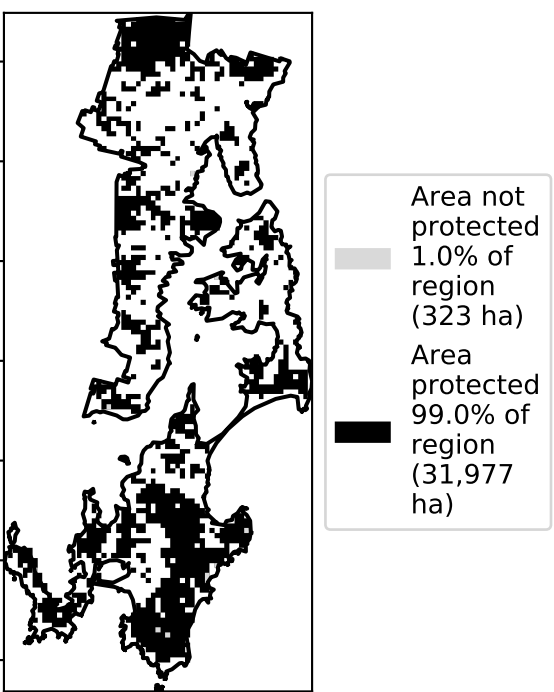 Area not
protected
1.0% of
region
(323 ha)
Area
protected
99.0% of
region
(31,977
ha)